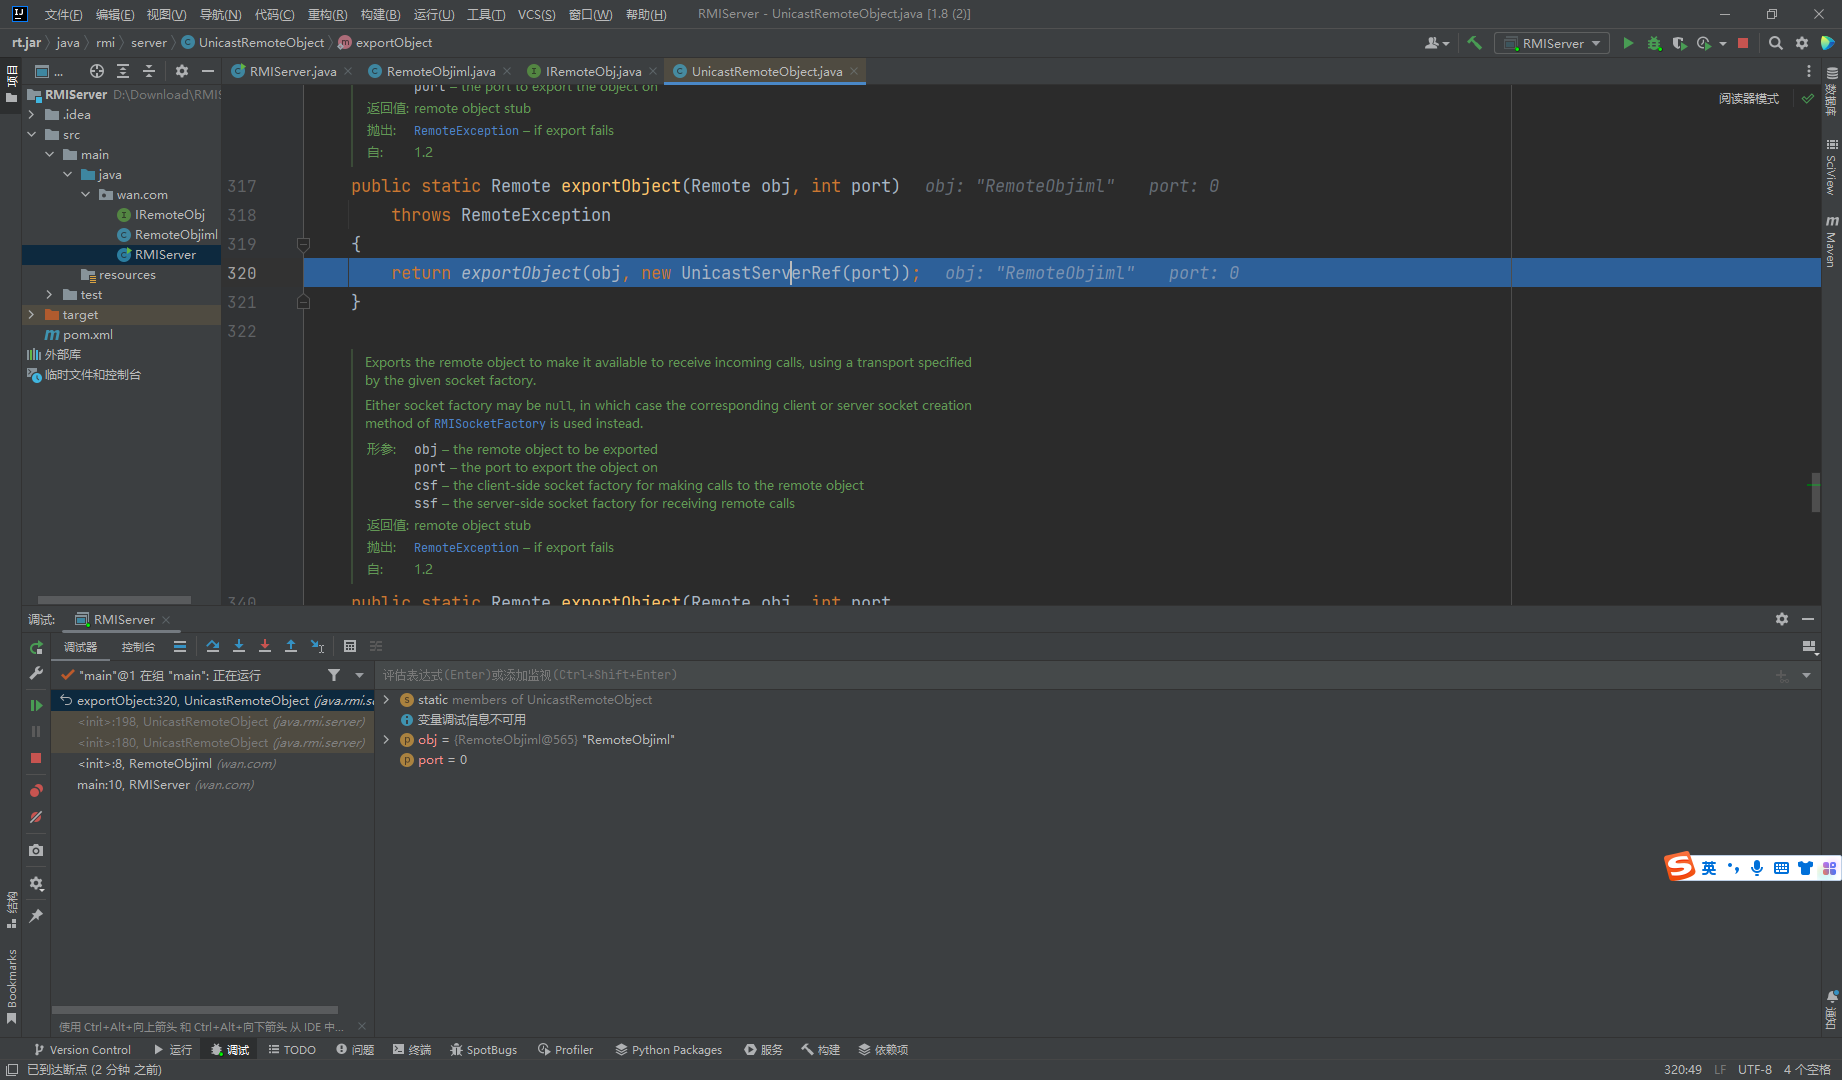 文件(F) 编辑(E) 视图(V) 导航(N) 代码(C) 重构(R) 构建(B) 运行(U) 工具(T) VCS(S) 窗口(W) 帮助(H) RMIServer - UnicastRemoteObject.java [1.8 (2)]
rt.jar java rmi server UnicastRemoteObject exportObject RMIServer
项目 ... RMIServer.java RemoteObjiml.java IRemoteObj.java UnicastRemoteObject.java
RMIServer D:\Download\RMIS
.idea
src
main
java
wan.com
IRemoteObj
RemoteObjiml
RMIServer
resources
test
target
pom.xml
外部库
临时文件和控制台
port – the port to export the object on
返回值: remote object stub
抛出: RemoteException – if export fails
自: 1.2
317 public static Remote exportObject(Remote obj, int port) obj: "RemoteObjiml" port: 0
318 throws RemoteException
319 {
320 return exportObject(obj, new UnicastServerRef(port)); obj: "RemoteObjiml" port: 0
321 }
322
Exports the remote object to make it available to receive incoming calls, using a transport specified
by the given socket factory.
Either socket factory may be null, in which case the corresponding client or server socket creation
method of RMISocketFactory is used instead.
形参: obj – the remote object to be exported
port – the port to export the object on
csf – the client-side socket factory for making calls to the remote object
ssf – the server-side socket factory for receiving remote calls
返回值: remote object stub
抛出: RemoteException – if export fails
自: 1.2
340 public static Remote exportObject(Remote obj, int port
阅读器模式
数据库
SciView
Maven
通知
调试: RMIServer
调试器 控制台
"main"@1 在组 "main": 正在运行
exportObject:320, UnicastRemoteObject (java.rmi.se
<init>:198, UnicastRemoteObject (java.rmi.server)
<init>:180, UnicastRemoteObject (java.rmi.server)
<init>:8, RemoteObjiml (wan.com)
main:10, RMIServer (wan.com)
使用 Ctrl+Alt+向上箭头 和 Ctrl+Alt+向下箭头 从 IDE 中...
评估表达式(Enter)或添加监视(Ctrl+Shift+Enter)
static members of UnicastRemoteObject
变量调试信息不可用
obj = {RemoteObjiml@565} "RemoteObjiml"
port = 0
英
结构
Bookmarks
Version Control 运行 调试 TODO 问题 终端 SpotBugs Profiler Python Packages 服务 构建 依赖项
已到达断点 (2 分钟 之前) 320:49 LF UTF-8 4 个空格